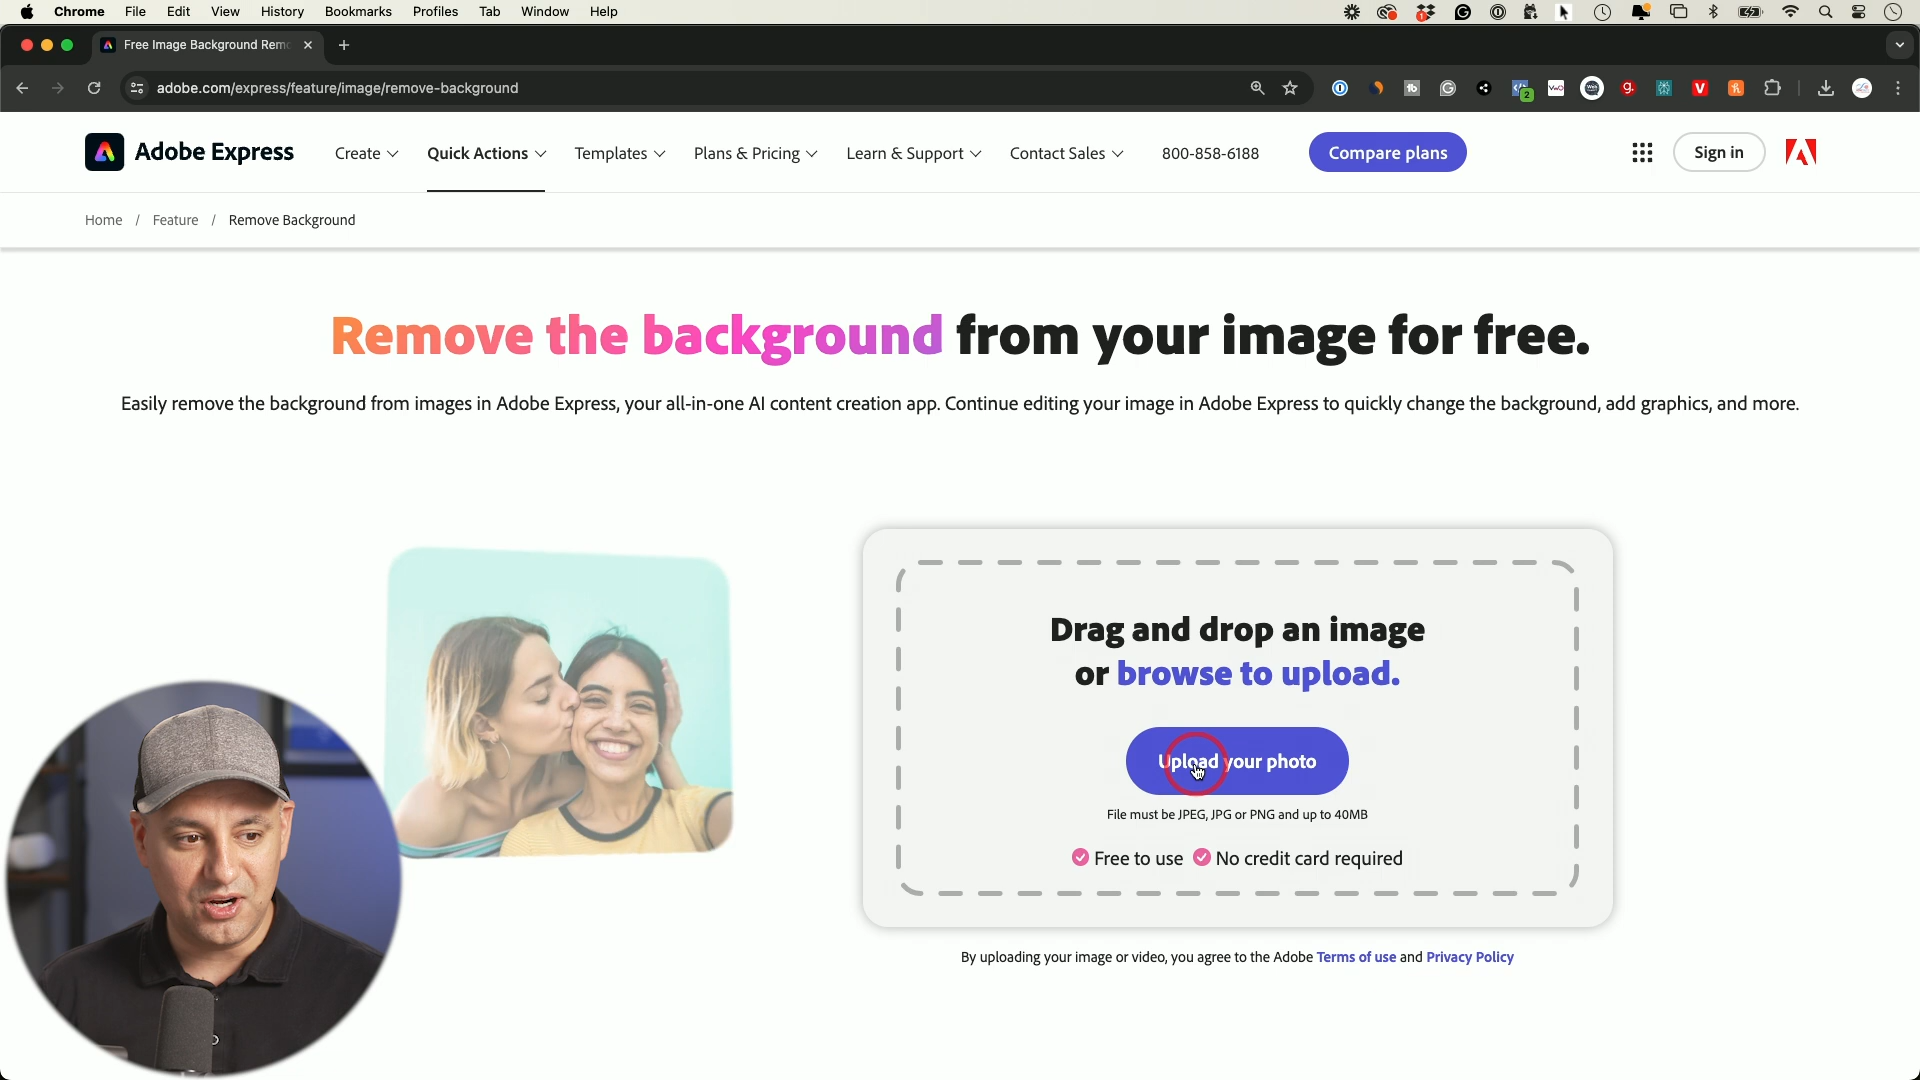 Chrome File Edit View History Bookmarks Profiles Tab Window Help
Free Image Background Rem
adobe.com/express/feature/image/remove-background
Adobe Express
Create
Quick Actions
Templates
Plans & Pricing
Learn & Support
Contact Sales
800-858-6188
Compare plans
Sign in
Home / Feature / Remove Background
Remove the background from your image for free.
Easily remove the background from images in Adobe Express, your all-in-one AI content creation app. Continue editing your image in Adobe Express to quickly change the background, add graphics, and more.
Drag and drop an image
or browse to upload.
Upload your photo
File must be JPEG, JPG or PNG and up to 40MB
Free to use No credit card required
By uploading your image or video, you agree to the Adobe Terms of use and Privacy Policy